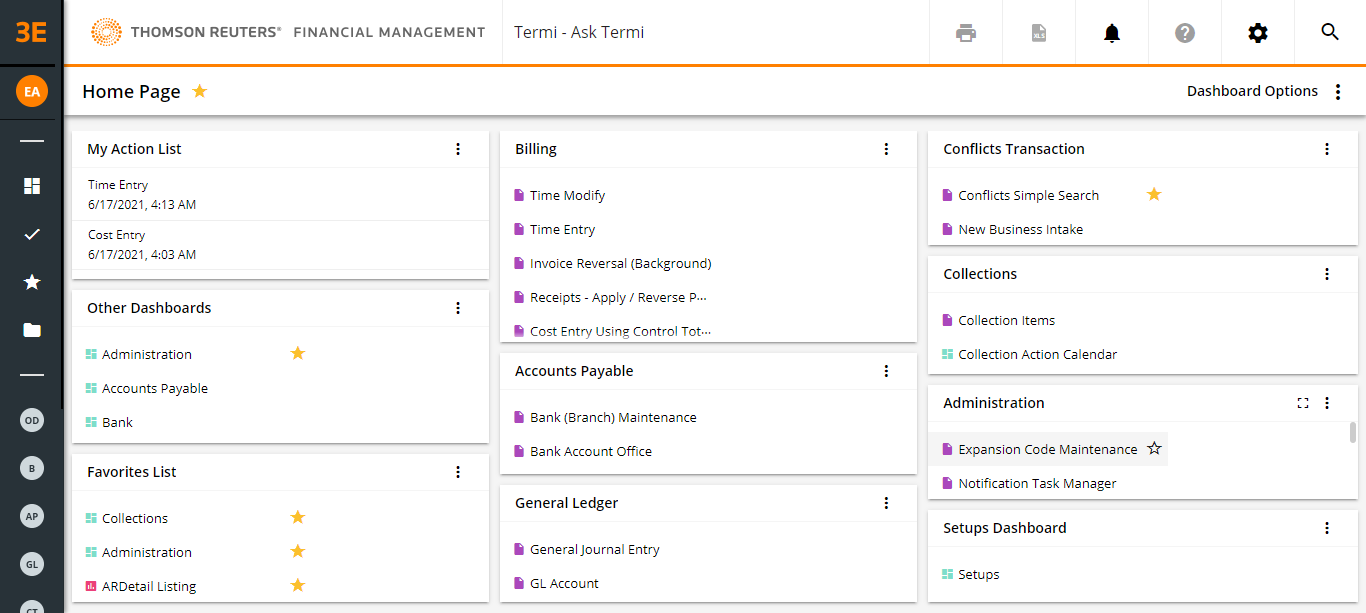 3E
THOMSON REUTERS® FINANCIAL MANAGEMENT
Termi - Ask Termi
XLS
EA
Home Page
Dashboard Options
My Action List
Time Entry
6/17/2021, 4:13 AM
Cost Entry
6/17/2021, 4:03 AM
Other Dashboards
Administration
Accounts Payable
Bank
Favorites List
Collections
Administration
ARDetail Listing
Billing
Time Modify
Time Entry
Invoice Reversal (Background)
Receipts - Apply / Reverse P...
Cost Entry Using Control Tot...
Accounts Payable
Bank (Branch) Maintenance
Bank Account Office
General Ledger
General Journal Entry
GL Account
Conflicts Transaction
Conflicts Simple Search
New Business Intake
Collections
Collection Items
Collection Action Calendar
Administration
Expansion Code Maintenance
Notification Task Manager
Setups Dashboard
Setups
OD
B
AP
GL
CT